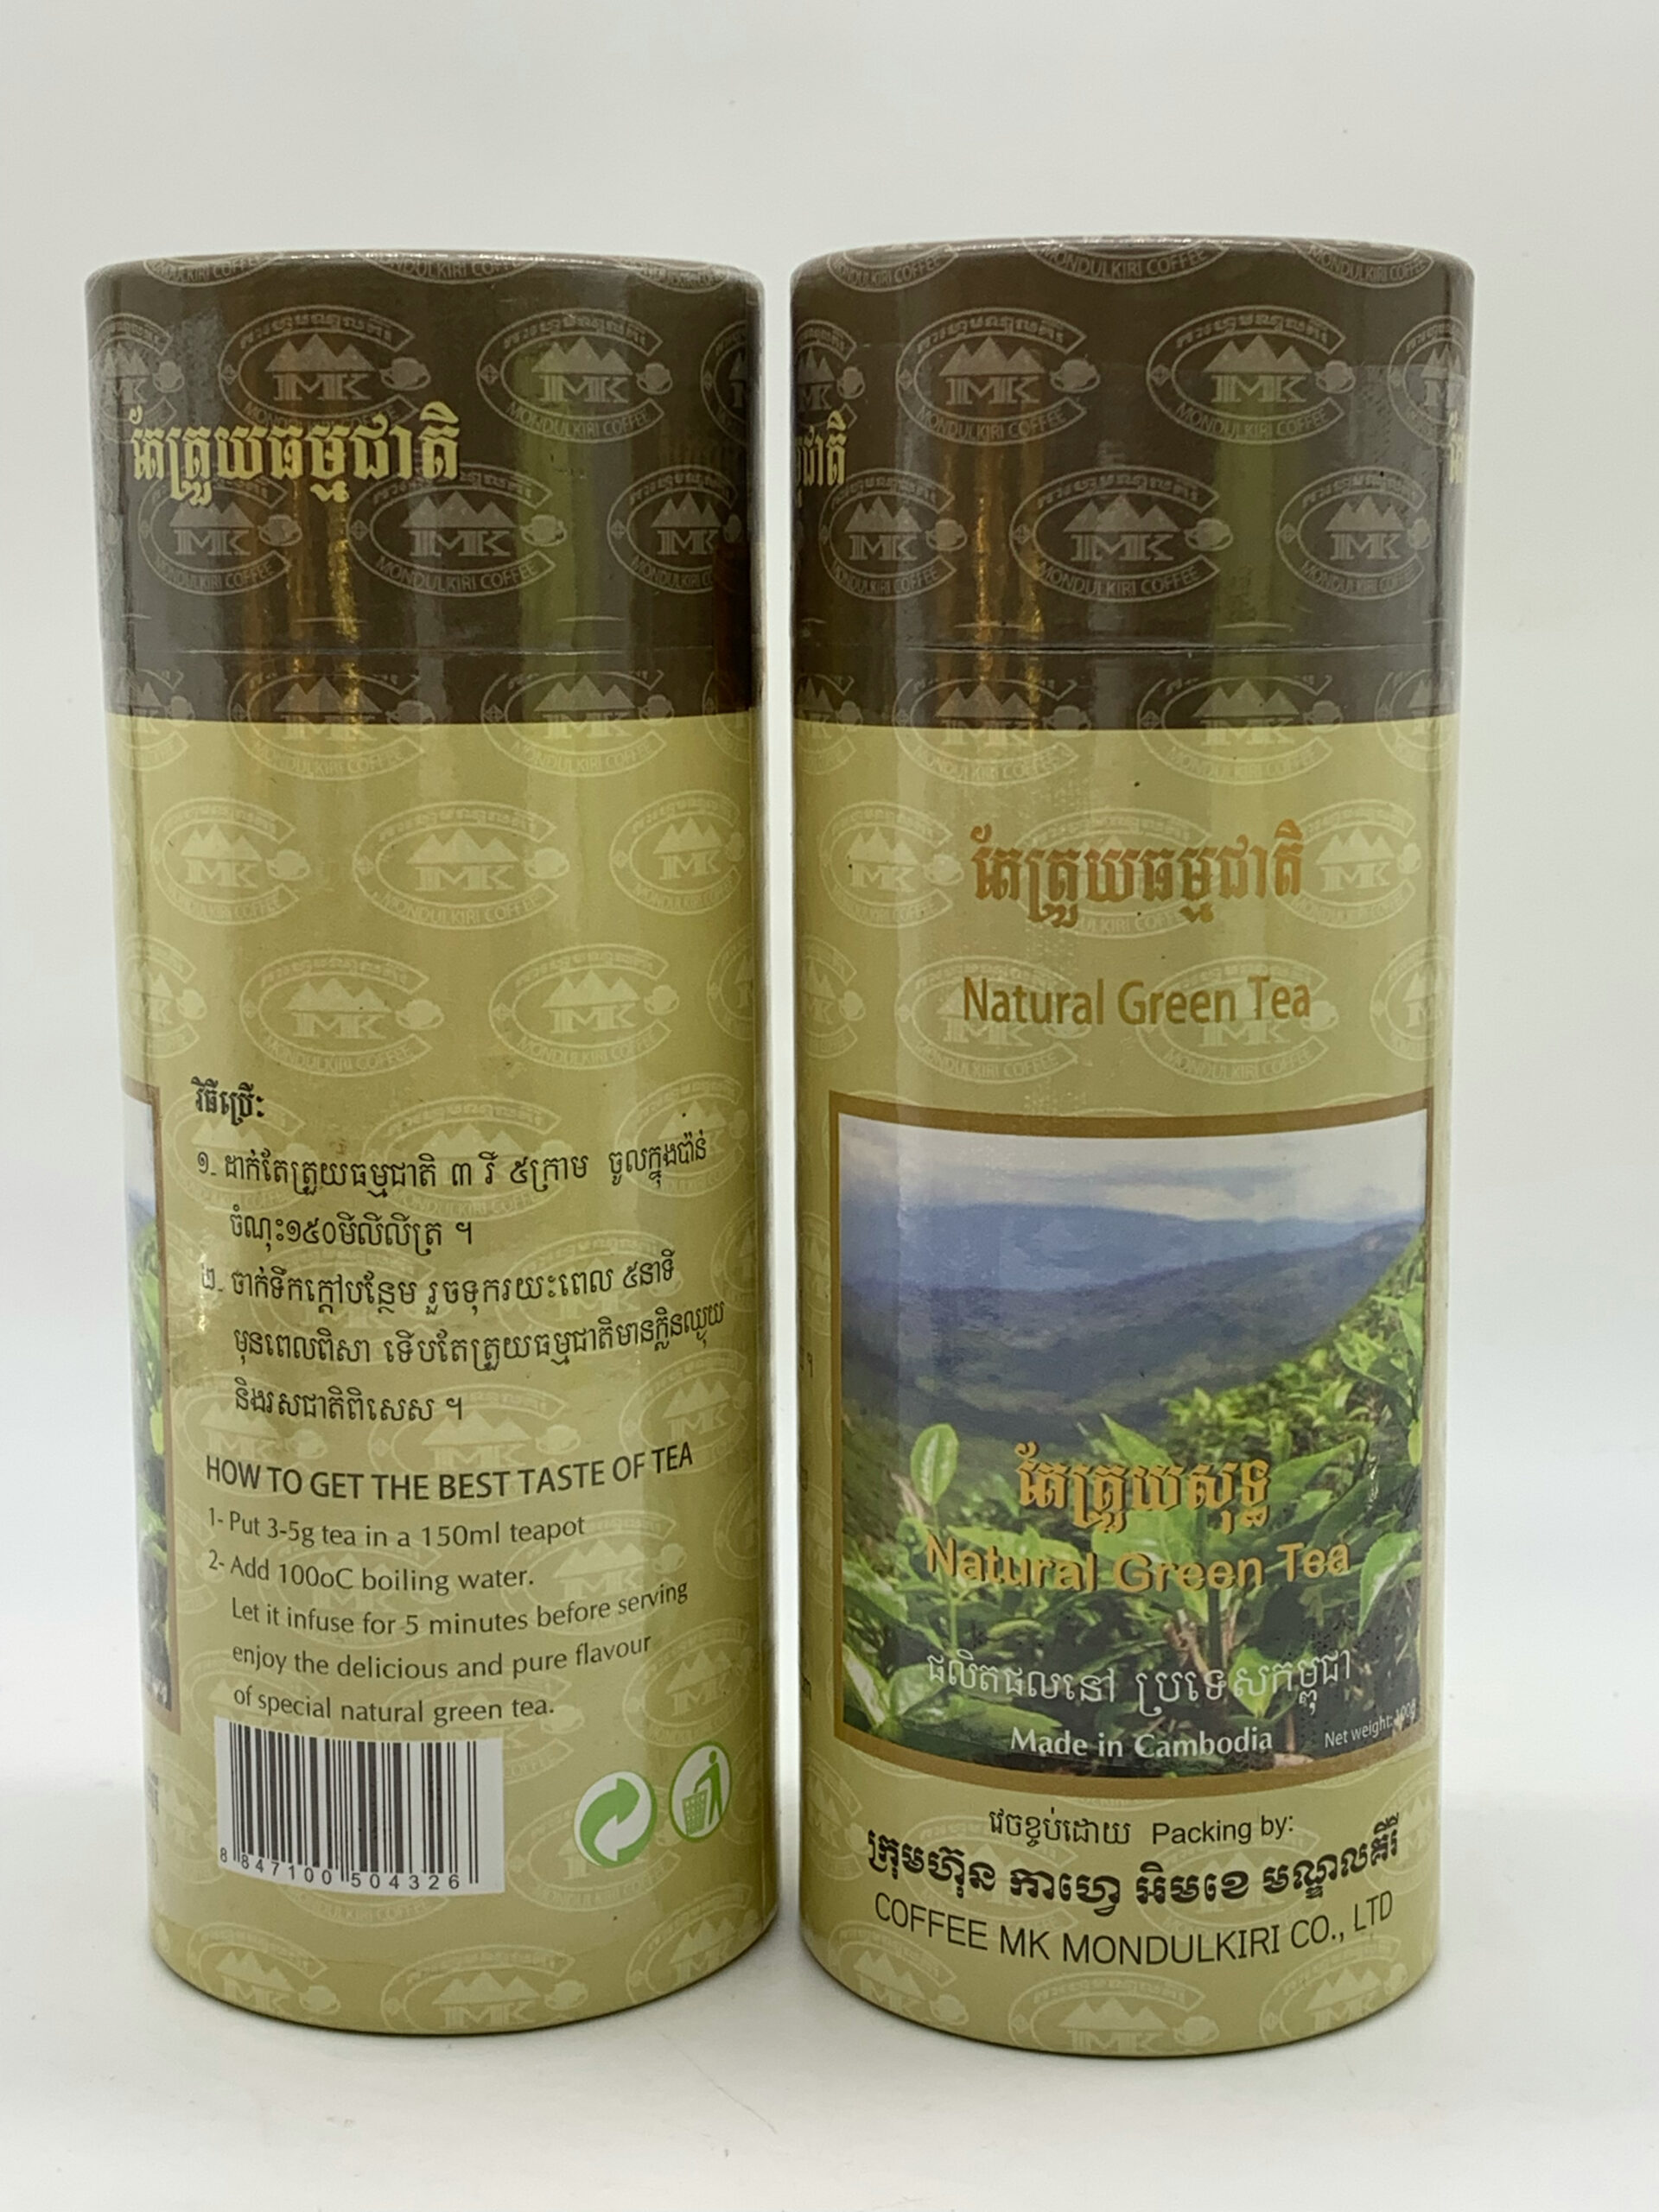 តែត្រួយធម្មជាតិ
វិធីប្រើ:
១- ដាក់តែត្រួយធម្មជាតិ ៣ រឺ ៥ក្រាម ចូលក្នុងប៉ាន់
ចំណុះ១៥០មីលីលីត្រ ។
២- ចាក់ទឹកក្តៅបន្ថែម រួចទុករយះពេល ៥នាទី
មុនពេលពិសា ទើបតែត្រួយធម្មជាតិមានក្លិនឈ្ងុយ
និងរសជាតិពិសេស ។
HOW TO GET THE BEST TASTE OF TEA
1- Put 3-5g tea in a 150ml teapot
2- Add 100oC boiling water.
Let it infuse for 5 minutes before serving
enjoy the delicious and pure flavour
of special natural green tea.
8 847100 504326
តែត្រួយធម្មជាតិ
Natural Green Tea
តែត្រួយសុទ្ធ
Natural Green Tea
ផលិតផលនៅ ប្រទេសកម្ពុជា
Made in Cambodia
Net weight: 100g
វេចខ្ចប់ដោយ Packing by:
ក្រុមហ៊ុន កាហ្វេ អិមខេ មណ្ឌលគីរី
COFFEE MK MONDULKIRI CO., LTD
MK
MONDULKIRI COFFEE